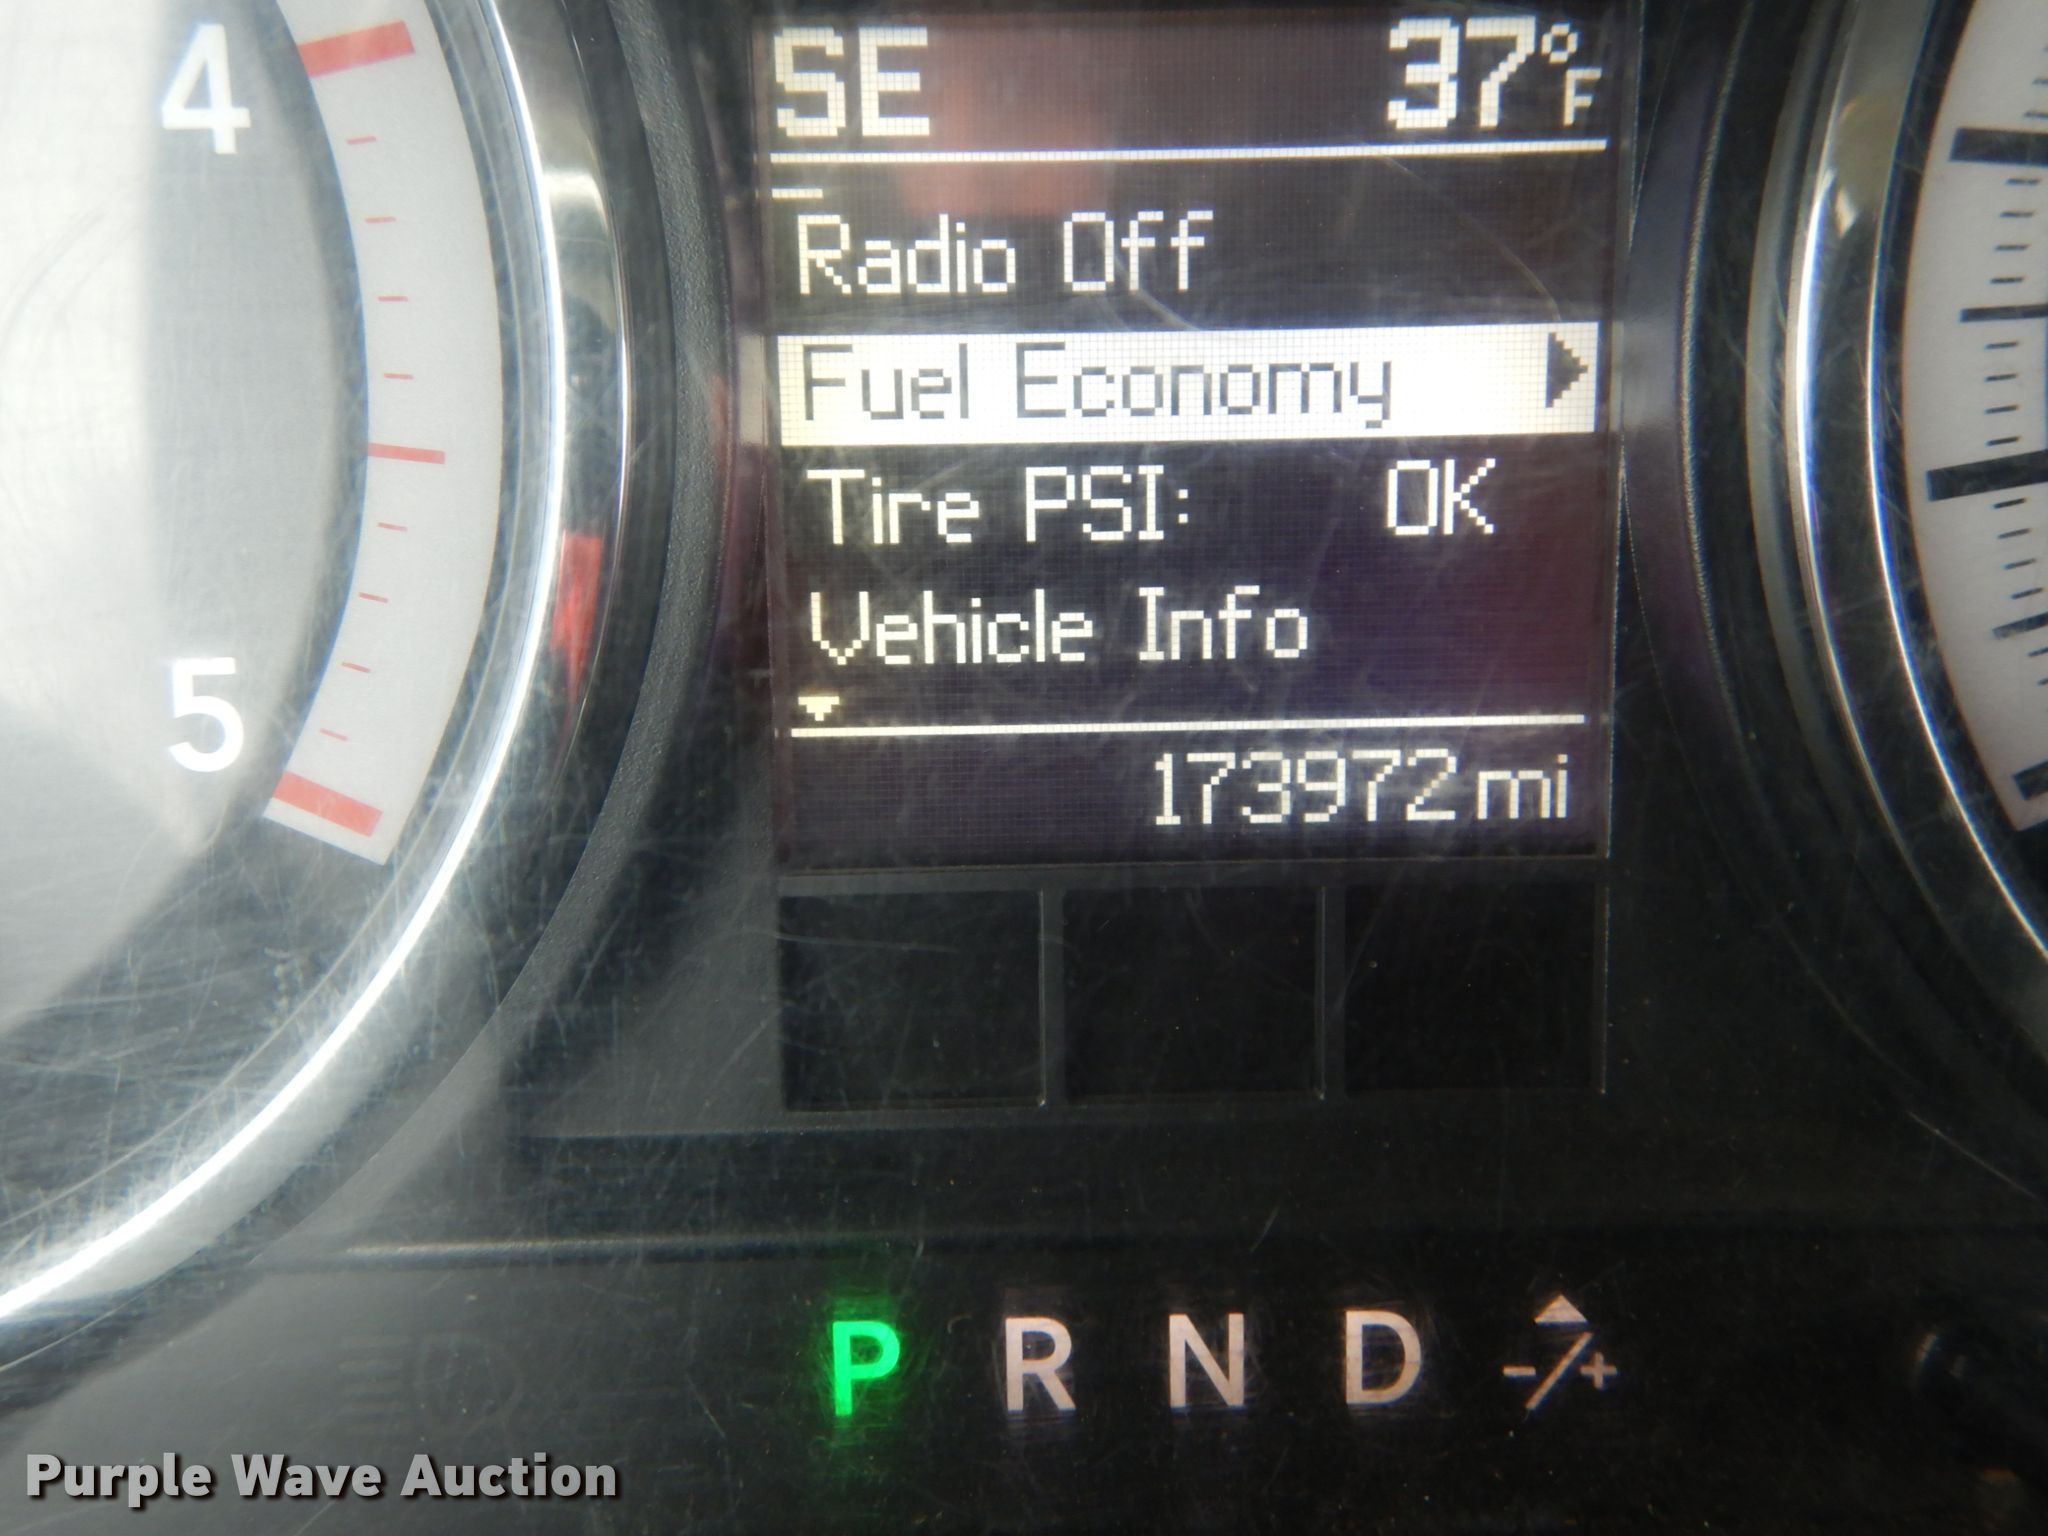 4
5
SE 37°F
Radio Off
Fuel Economy
Tire PSI: OK
Vehicle Info
173972 mi
P R N D -/+
Purple Wave Auction